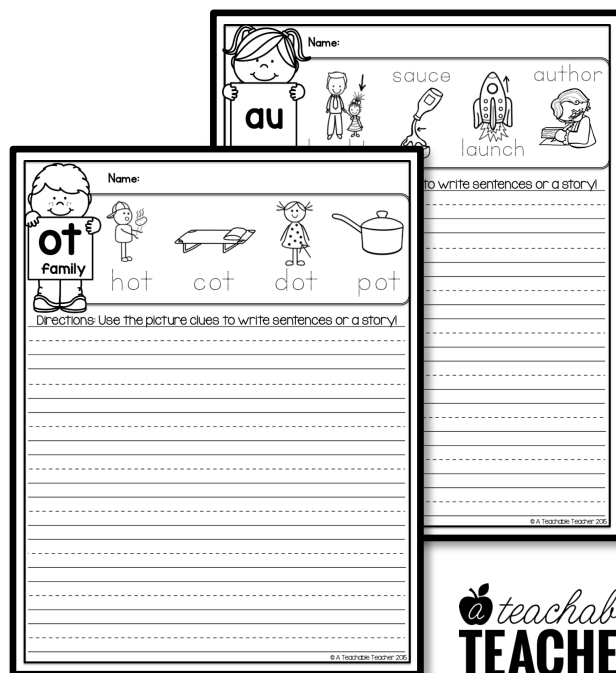 Name:
sauce
author
au
launch
to write sentences or a story!
© A Teachable Teacher 2015
Name:
ot
family
hot cot dot pot
Directions: Use the picture clues to write sentences or a story!
© A Teachable Teacher 2015
a teachab
TEACHE